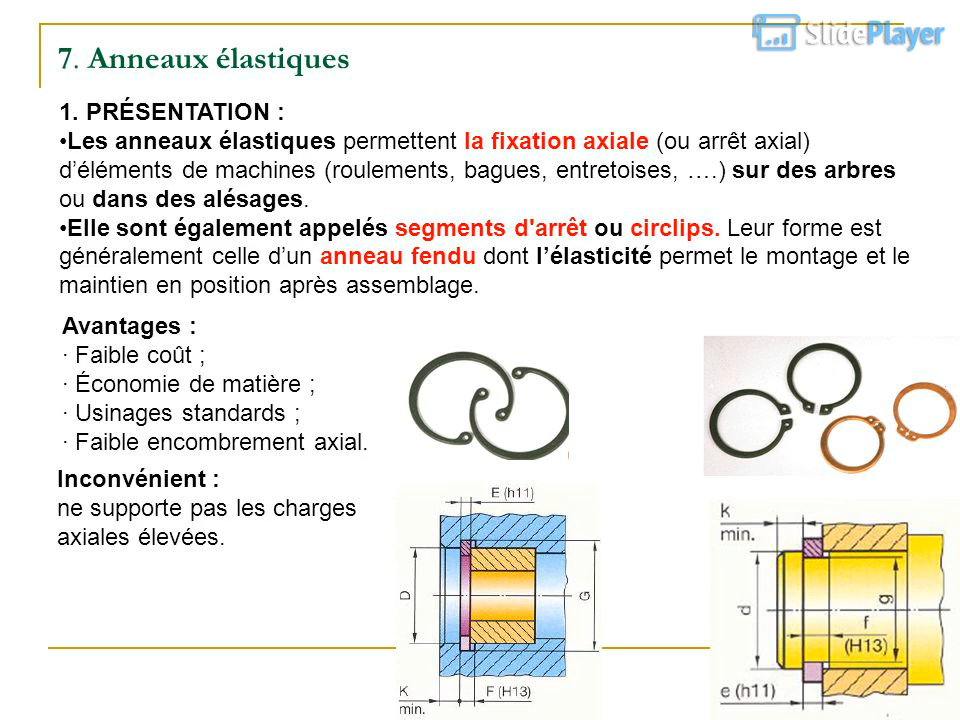 SlidePlayer
7. Anneaux élastiques
1. PRÉSENTATION :
•Les anneaux élastiques permettent la fixation axiale (ou arrêt axial)
d’éléments de machines (roulements, bagues, entretoises, ….) sur des arbres
ou dans des alésages.
•Elle sont également appelés segments d'arrêt ou circlips. Leur forme est
généralement celle d’un anneau fendu dont l’élasticité permet le montage et le
maintien en position après assemblage.
Avantages :
· Faible coût ;
· Économie de matière ;
· Usinages standards ;
· Faible encombrement axial.
Inconvénient :
ne supporte pas les charges
axiales élevées.
E (h11)
D
G
K
min.
F (H13)
k
min.
d
g
f
(H13)
e (h11)